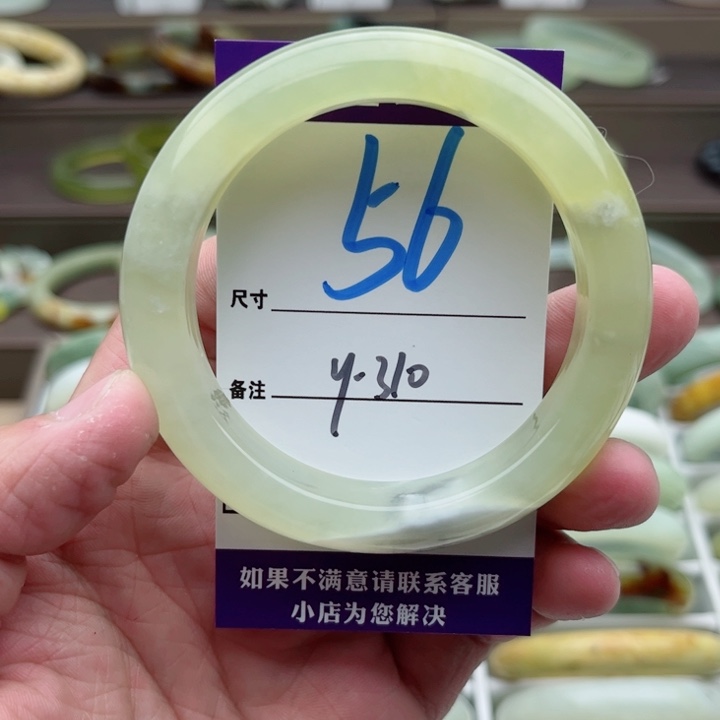 56
尺寸
备注 y-310
如果不满意请联系客服
小店为您解决